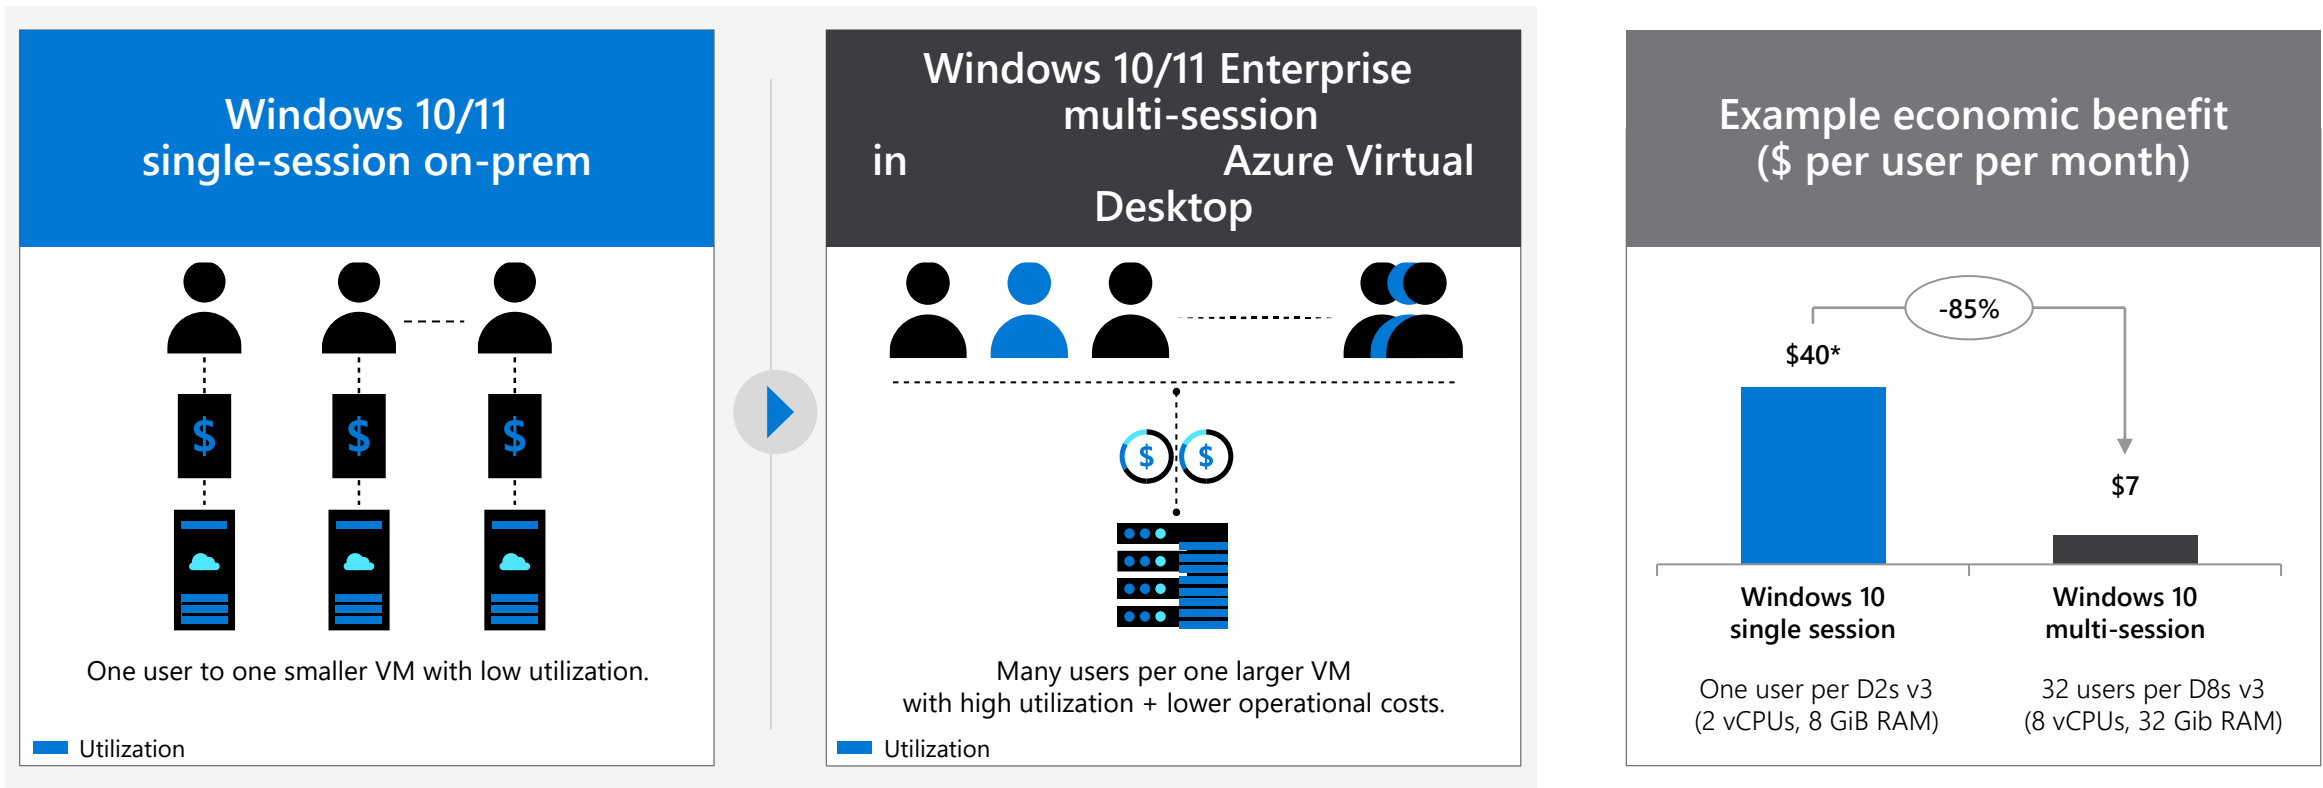 Windows 10/11
single-session on-prem
$ $ $
One user to one smaller VM with low utilization.
Utilization
Windows 10/11 Enterprise
multi-session
in Azure Virtual
Desktop
$ $
Many users per one larger VM
with high utilization + lower operational costs.
Utilization
Example economic benefit
($ per user per month)
-85%
$40*
$7
Windows 10
single session
One user per D2s v3
(2 vCPUs, 8 GiB RAM)
Windows 10
multi-session
32 users per D8s v3
(8 vCPUs, 32 Gib RAM)